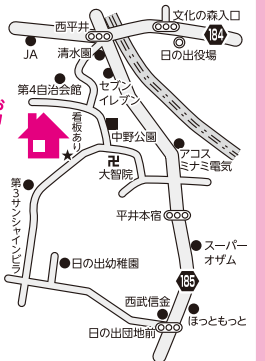 西平井
文化の森入口
184
JA
清水園
日の出役場
セブン
イレブン
第4自治会館
看板あり
中野公園
アコス
ミナミ電気
卍
大智院
第3サンシャインビラ
平井本宿
スーパー
オザム
日の出幼稚園
185
西武信金
ほっともっと
日の出団地前